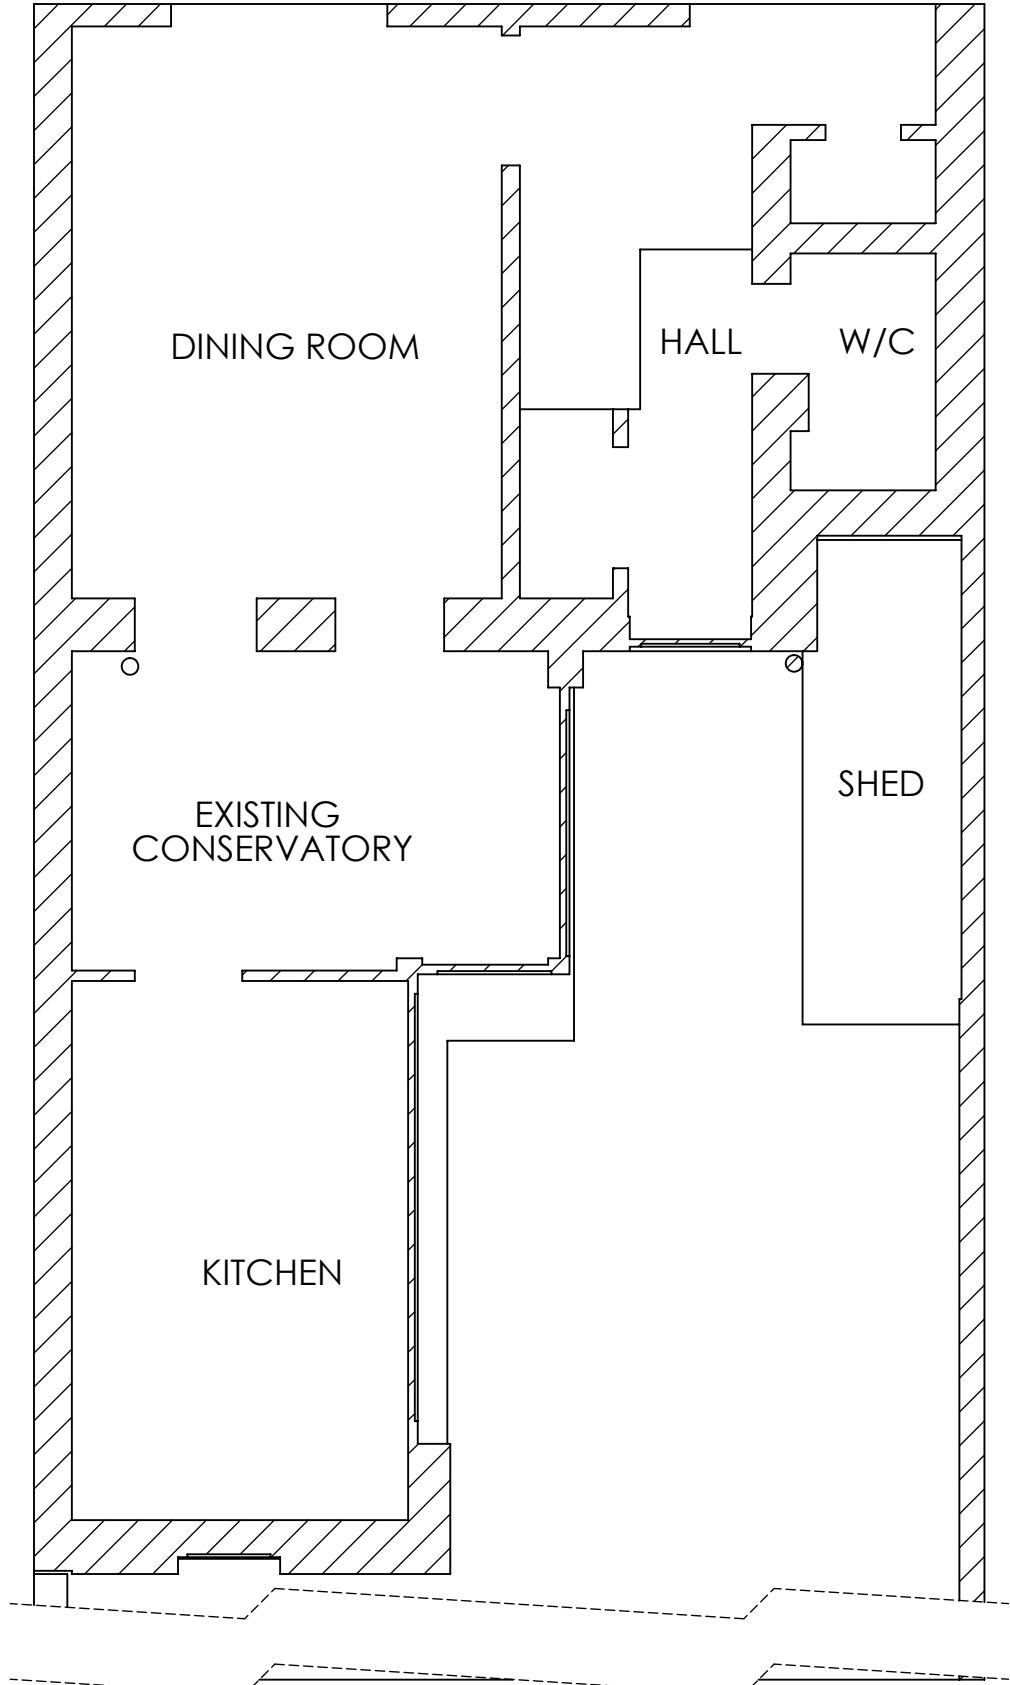 DINING ROOM
HALL
W/C
EXISTING
CONSERVATORY
SHED
KITCHEN